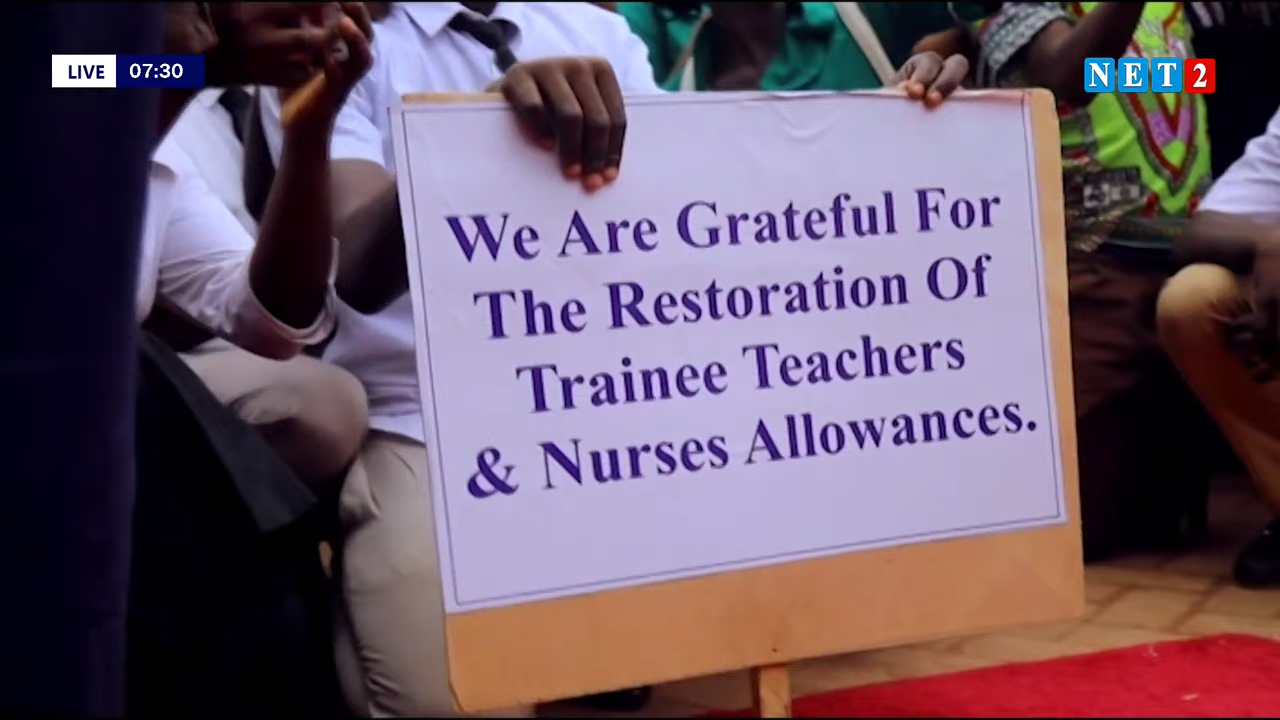 LIVE 07:30
NET2
We Are Grateful For
The Restoration Of
Trainee Teachers
& Nurses Allowances.